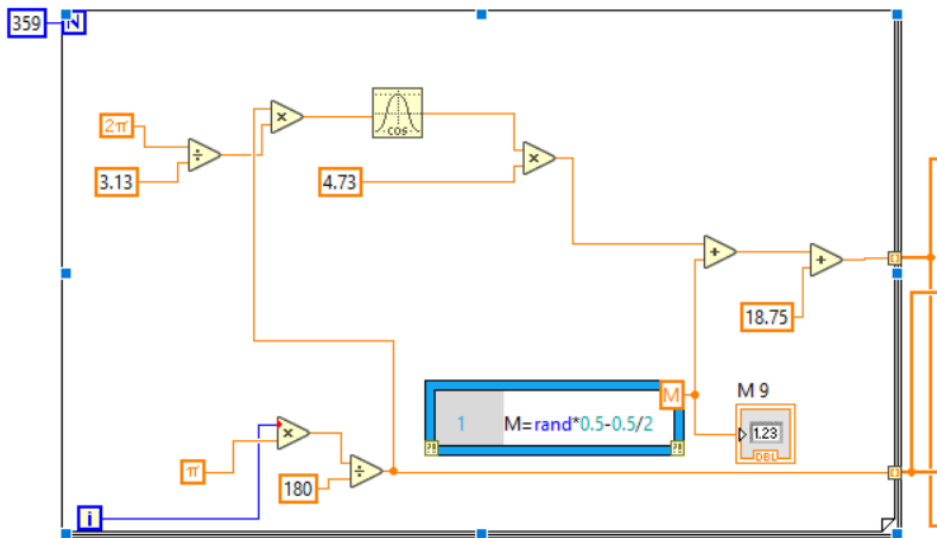 359
N
2π
÷
3.13
×
COS
4.73
×
+
+
18.75
M 9
M
1 M=rand*0.5-0.5/2
1.23
DBL
?!
?!
×
π
÷
180
i